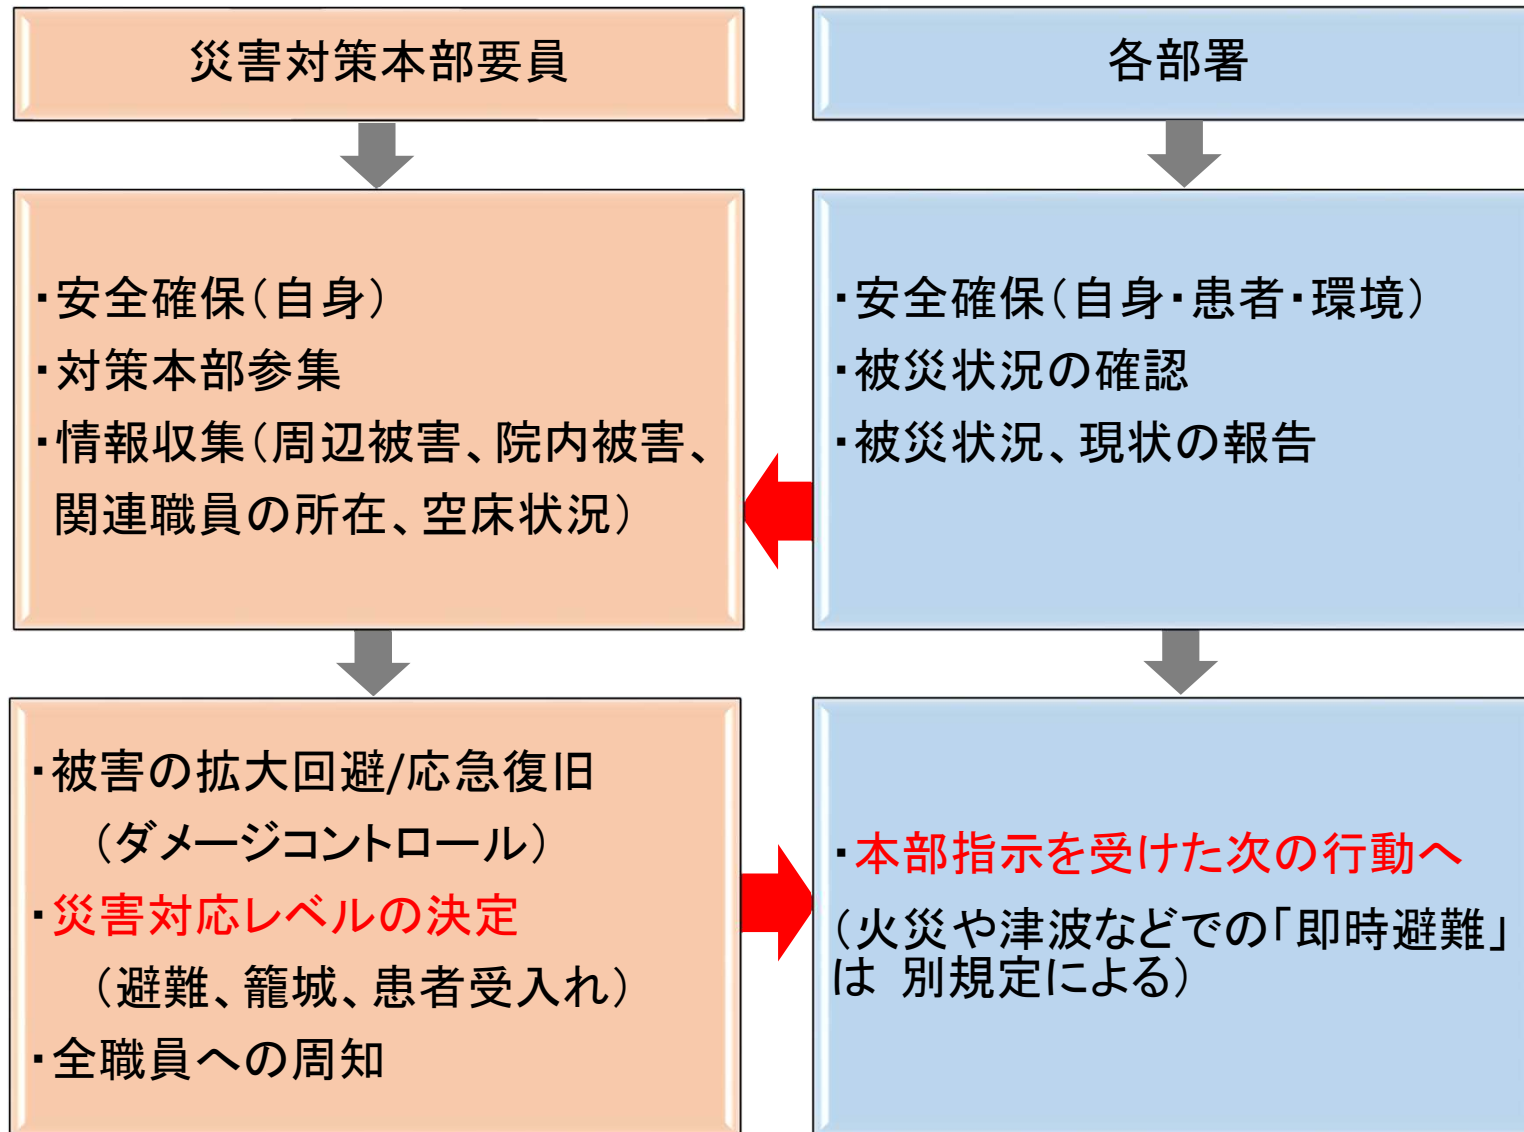 災害対策本部要員
各部署
・安全確保（自身）
・対策本部参集
・情報収集（周辺被害、院内被害、
関連職員の所在、空床状況）
・安全確保（自身・患者・環境）
・被災状況の確認
・被災状況、現状の報告
・被害の拡大回避/応急復旧
（ダメージコントロール）
・災害対応レベルの決定
（避難、籠城、患者受入れ）
・全職員への周知
・本部指示を受けた次の行動へ
（火災や津波などでの「即時避難」
は 別規定による）